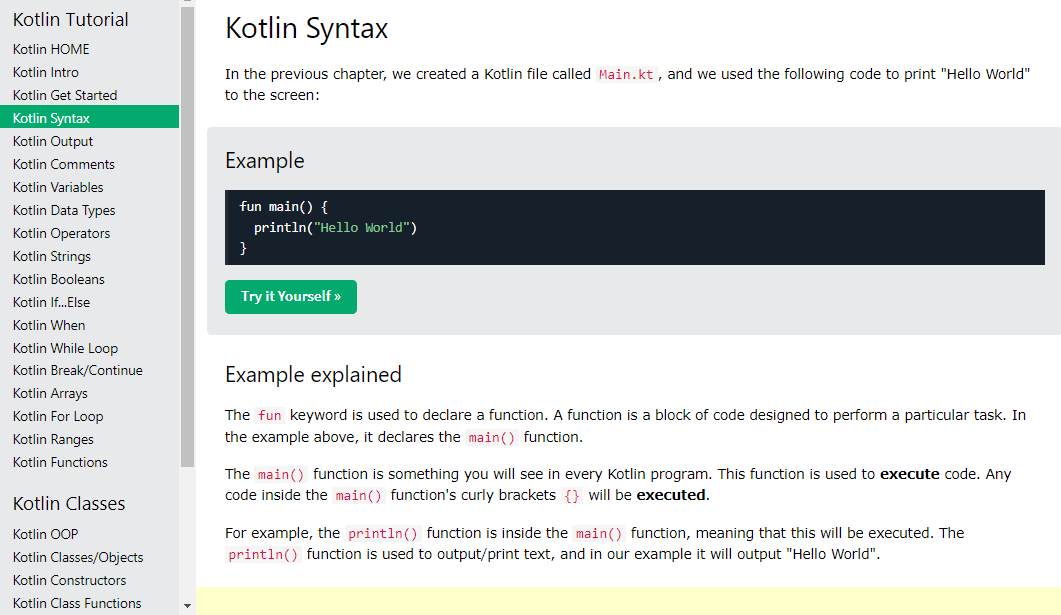 Kotlin Tutorial
Kotlin HOME
Kotlin Intro
Kotlin Get Started
Kotlin Syntax
Kotlin Output
Kotlin Comments
Kotlin Variables
Kotlin Data Types
Kotlin Operators
Kotlin Strings
Kotlin Booleans
Kotlin If...Else
Kotlin When
Kotlin While Loop
Kotlin Break/Continue
Kotlin Arrays
Kotlin For Loop
Kotlin Ranges
Kotlin Functions
Kotlin Classes
Kotlin OOP
Kotlin Classes/Objects
Kotlin Constructors
Kotlin Class Functions
Kotlin Syntax
In the previous chapter, we created a Kotlin file called Main.kt, and we used the following code to print "Hello World"
to the screen:
Example
fun main() {
  println("Hello World")
}
Try it Yourself »
Example explained
The fun keyword is used to declare a function. A function is a block of code designed to perform a particular task. In
the example above, it declares the main() function.
The main() function is something you will see in every Kotlin program. This function is used to execute code. Any
code inside the main() function's curly brackets {} will be executed.
For example, the println() function is inside the main() function, meaning that this will be executed. The
println() function is used to output/print text, and in our example it will output "Hello World".